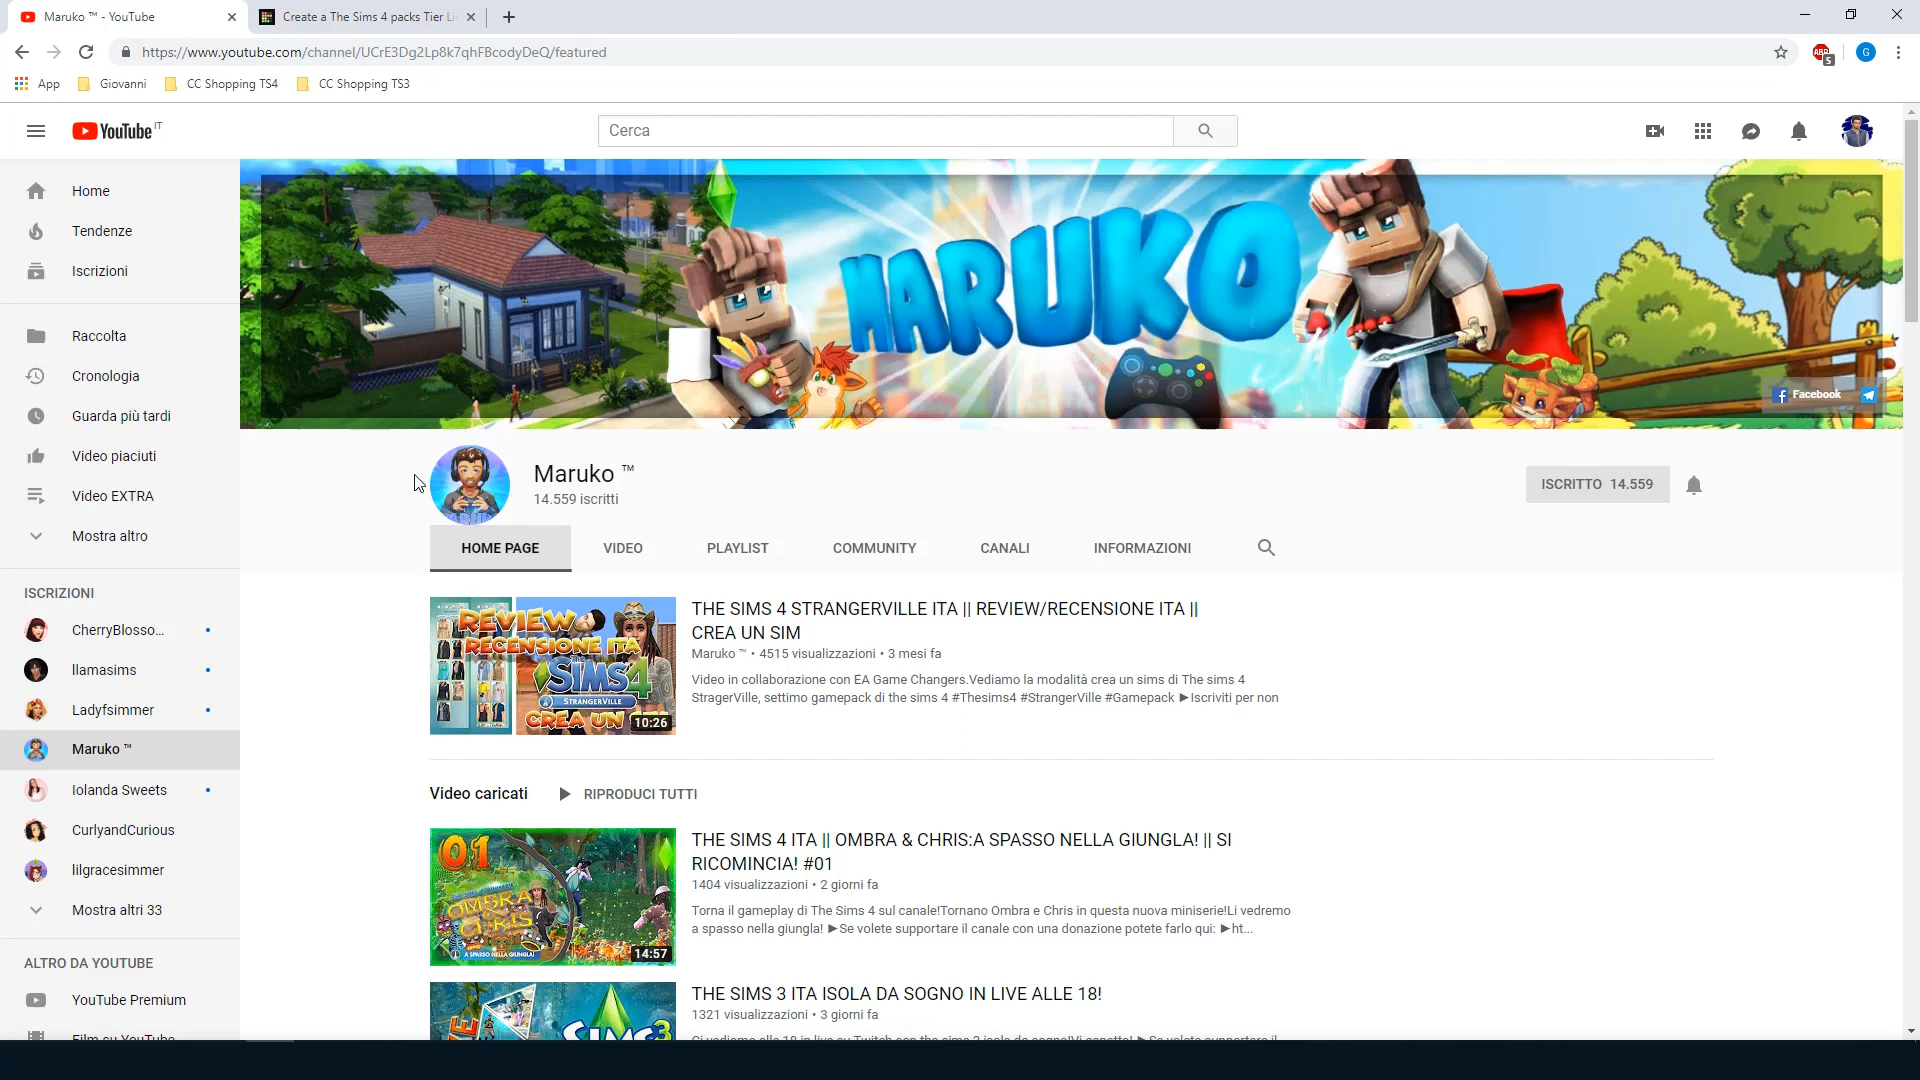 Maruko ™ - YouTube
Create a The Sims 4 packs Tier Li
https://www.youtube.com/channel/UCrE3Dg2Lp8k7qhFBcodyDeQ/featured
ABP
5
G
App
Giovanni
CC Shopping TS4
CC Shopping TS3
YouTube IT
Cerca
Home
Tendenze
Iscrizioni
Raccolta
Cronologia
Guarda più tardi
Video piaciuti
Video EXTRA
Mostra altro
ISCRIZIONI
CherryBlosso...
llamasims
Ladyfsimmer
Maruko ™
Iolanda Sweets
CurlyandCurious
lilgracesimmer
Mostra altri 33
ALTRO DA YOUTUBE
YouTube Premium
Film su YouTube
MARUKO
Facebook
Maruko ™
14.559 iscritti
ISCRITTO 14.559
HOME PAGE
VIDEO
PLAYLIST
COMMUNITY
CANALI
INFORMAZIONI
REVIEW
RECENSIONE ITA
THE SIMS 4
STRANGERVILLE
CREA UN SIM
10:26
THE SIMS 4 STRANGERVILLE ITA || REVIEW/RECENSIONE ITA ||
CREA UN SIM
Maruko ™ • 4515 visualizzazioni • 3 mesi fa
Video in collaborazione con EA Game Changers.Vediamo la modalità crea un sims di The sims 4
StragerVille, settimo gamepack di the sims 4 #Thesims4 #StrangerVille #Gamepack ►Iscriviti per non
Video caricati
RIPRODUCI TUTTI
01
OMBRA
CHRIS
A SPASSO NELLA GIUNGLA!
14:57
THE SIMS 4 ITA || OMBRA & CHRIS:A SPASSO NELLA GIUNGLA! || SI
RICOMINCIA! #01
1404 visualizzazioni • 2 giorni fa
Torna il gameplay di The Sims 4 sul canale!Tornano Ombra e Chris in questa nuova miniserie!Li vedremo
a spasso nella giungla! ►Se volete supportare il canale con una donazione potete farlo qui: ►ht...
THE SIMS 3 ITA ISOLA DA SOGNO IN LIVE ALLE 18!
1321 visualizzazioni • 3 giorni fa